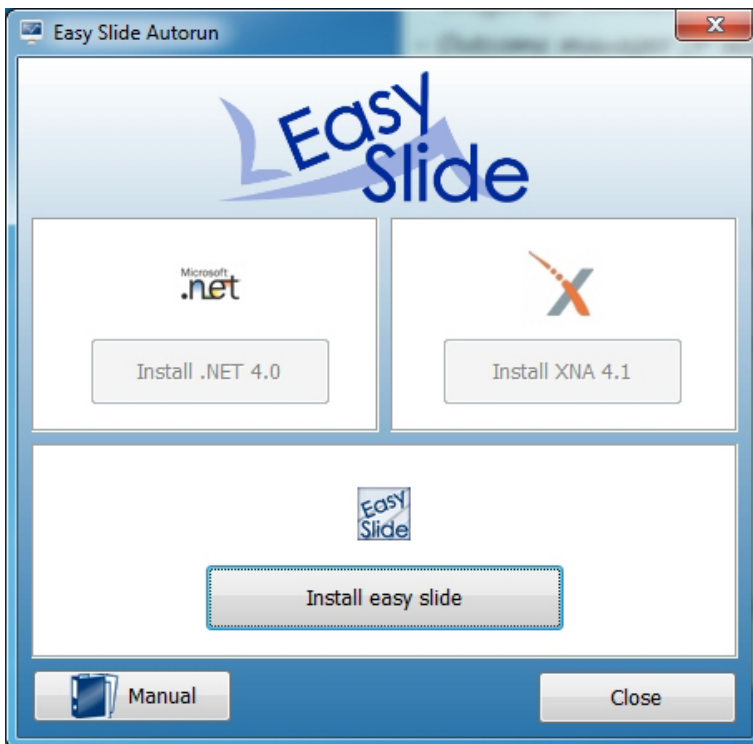 Easy Slide Autorun
Easy
Slide
Microsoft
.net
Install .NET 4.0
Install XNA 4.1
Easy
Slide
Install easy slide
Manual
Close